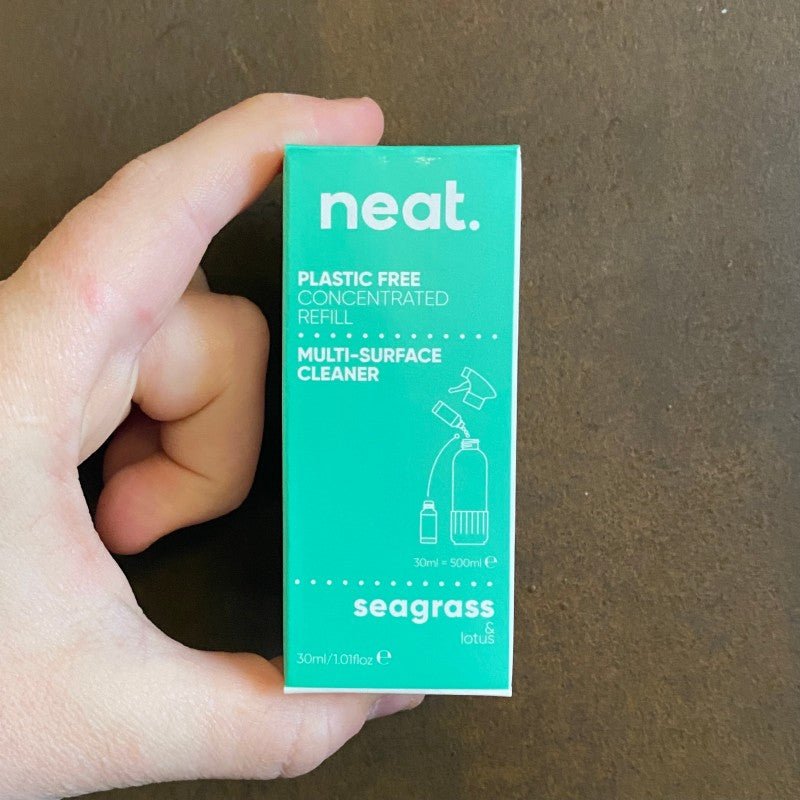 neat.
PLASTIC FREE
CONCENTRATED
REFILL
MULTI-SURFACE
CLEANER
30ml = 500ml ℮
seagrass
&
lotus
30ml/1.01floz ℮